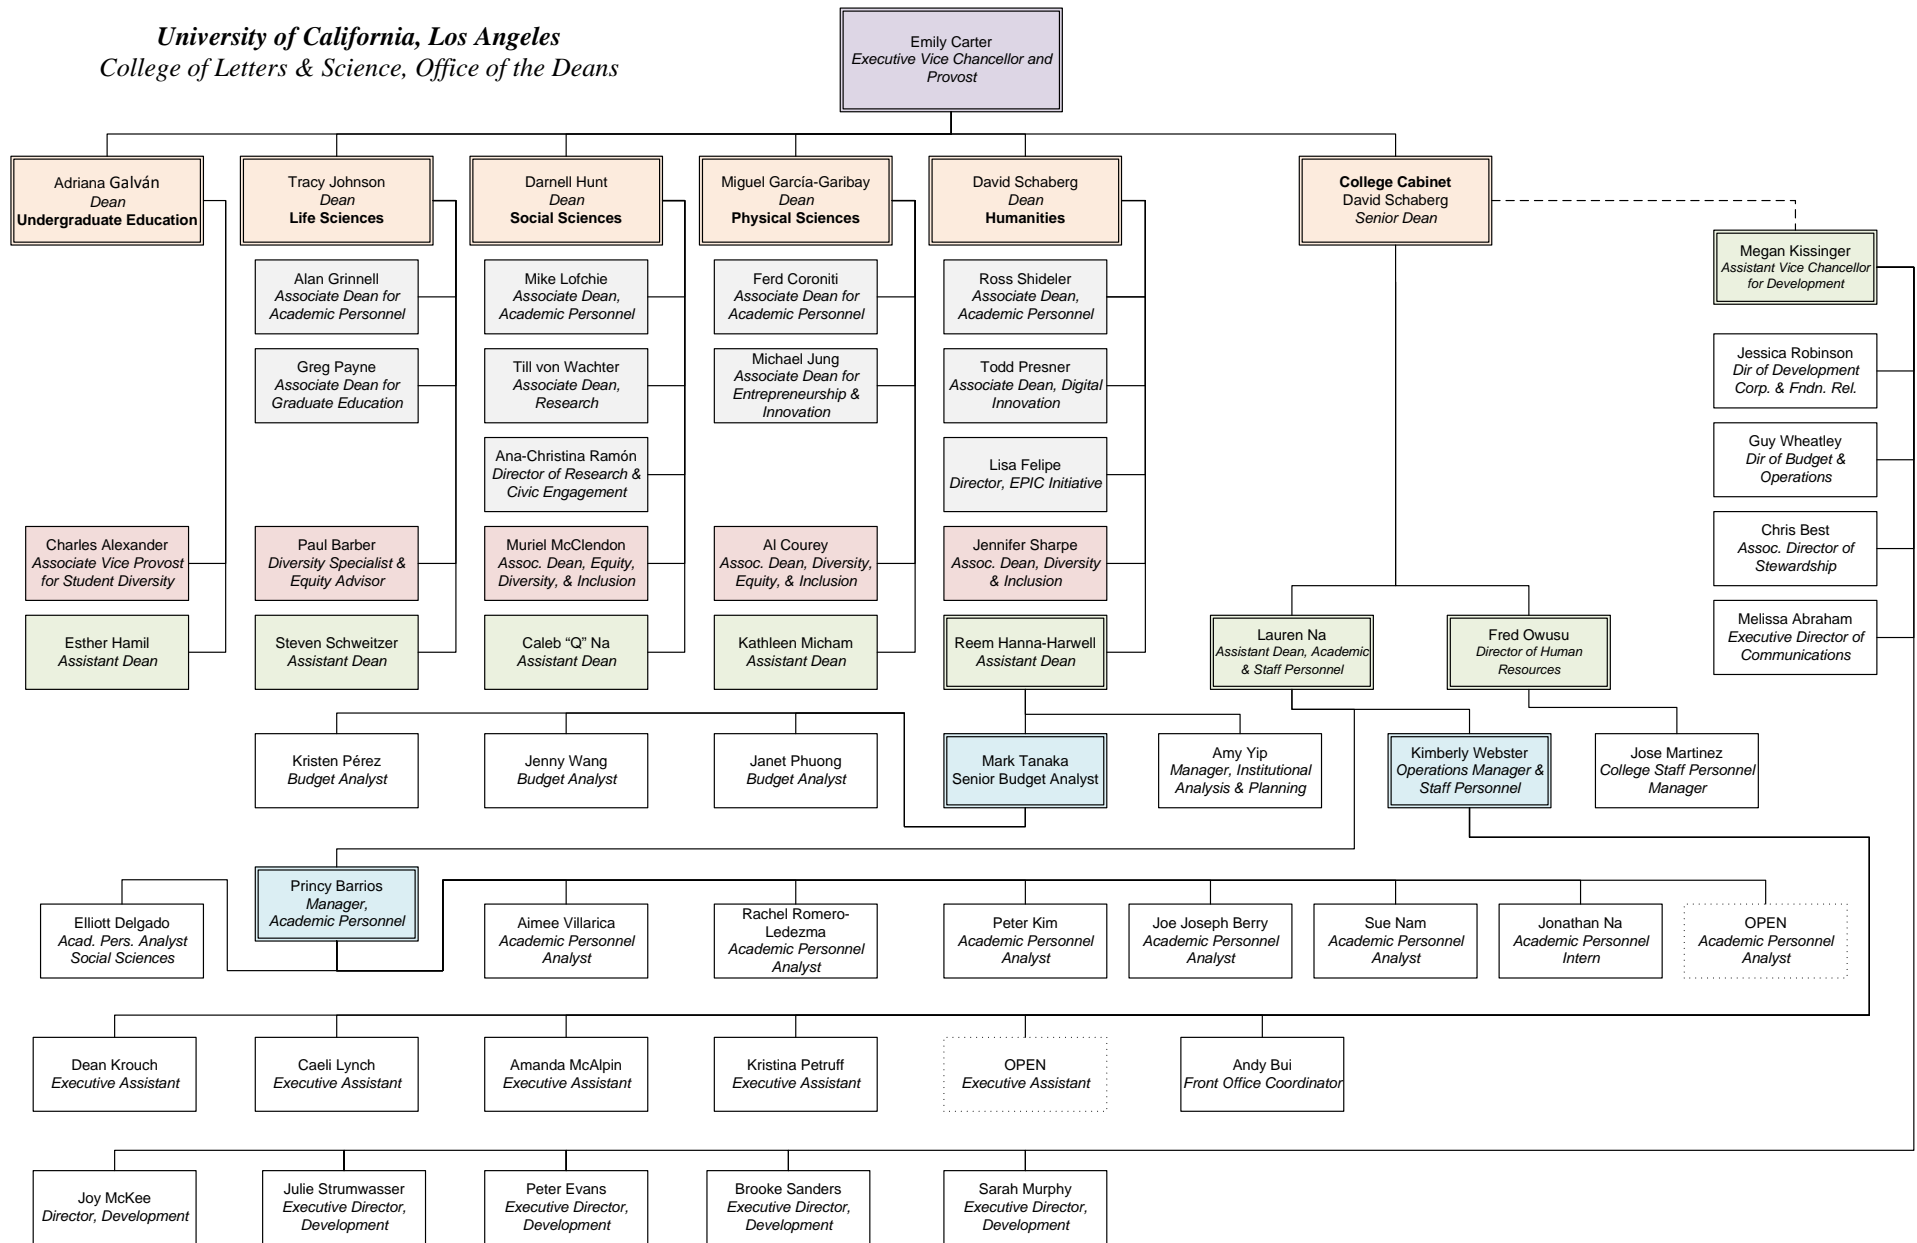 University of California, Los Angeles
College of Letters & Science, Office of the Deans
Emily Carter
Executive Vice Chancellor and
Provost
Adriana Galván
Dean
Undergraduate Education
Tracy Johnson
Dean
Life Sciences
Darnell Hunt
Dean
Social Sciences
Miguel García-Garibay
Dean
Physical Sciences
David Schaberg
Dean
Humanities
College Cabinet
David Schaberg
Senior Dean
Megan Kissinger
Assistant Vice Chancellor
for Development
Alan Grinnell
Associate Dean for
Academic Personnel
Mike Lofchie
Associate Dean,
Academic Personnel
Ferd Coroniti
Associate Dean for
Academic Personnel
Ross Shideler
Associate Dean,
Academic Personnel
Jessica Robinson
Dir of Development
Corp. & Fndn. Rel.
Greg Payne
Associate Dean for
Graduate Education
Till von Wachter
Associate Dean,
Research
Michael Jung
Associate Dean for
Entrepreneurship &
Innovation
Todd Presner
Associate Dean, Digital
Innovation
Guy Wheatley
Dir of Budget &
Operations
Ana-Christina Ramón
Director of Research &
Civic Engagement
Lisa Felipe
Director, EPIC Initiative
Chris Best
Assoc. Director of
Stewardship
Charles Alexander
Associate Vice Provost
for Student Diversity
Paul Barber
Diversity Specialist &
Equity Advisor
Muriel McClendon
Assoc. Dean, Equity,
Diversity, & Inclusion
Al Courey
Assoc. Dean, Diversity,
Equity, & Inclusion
Jennifer Sharpe
Assoc. Dean, Diversity
& Inclusion
Esther Hamil
Assistant Dean
Steven Schweitzer
Assistant Dean
Caleb “Q” Na
Assistant Dean
Kathleen Micham
Assistant Dean
Reem Hanna-Harwell
Assistant Dean
Lauren Na
Assistant Dean, Academic
& Staff Personnel
Fred Owusu
Director of Human
Resources
Melissa Abraham
Executive Director of
Communications
Kristen Pérez
Budget Analyst
Jenny Wang
Budget Analyst
Janet Phuong
Budget Analyst
Mark Tanaka
Senior Budget Analyst
Amy Yip
Manager, Institutional
Analysis & Planning
Kimberly Webster
Operations Manager &
Staff Personnel
Jose Martinez
College Staff Personnel
Manager
Elliott Delgado
Acad. Pers. Analyst
Social Sciences
Princy Barrios
Manager,
Academic Personnel
Aimee Villarica
Academic Personnel
Analyst
Rachel Romero-
Ledezma
Academic Personnel
Analyst
Peter Kim
Academic Personnel
Analyst
Joe Joseph Berry
Academic Personnel
Analyst
Sue Nam
Academic Personnel
Analyst
Jonathan Na
Academic Personnel
Intern
OPEN
Academic Personnel
Analyst
Dean Krouch
Executive Assistant
Caeli Lynch
Executive Assistant
Amanda McAlpin
Executive Assistant
Kristina Petruff
Executive Assistant
OPEN
Executive Assistant
Andy Bui
Front Office Coordinator
Joy McKee
Director, Development
Julie Strumwasser
Executive Director,
Development
Peter Evans
Executive Director,
Development
Brooke Sanders
Executive Director,
Development
Sarah Murphy
Executive Director,
Development